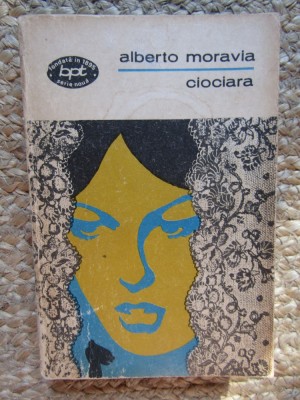 fondată în 1895
bpt
serie nouă
alberto moravia
ciociara